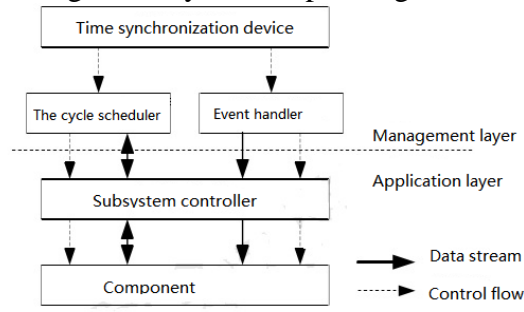 Time synchronization device
The cycle scheduler
Event handler
Management layer
Application layer
Subsystem controller
Data stream
Component
Control flow